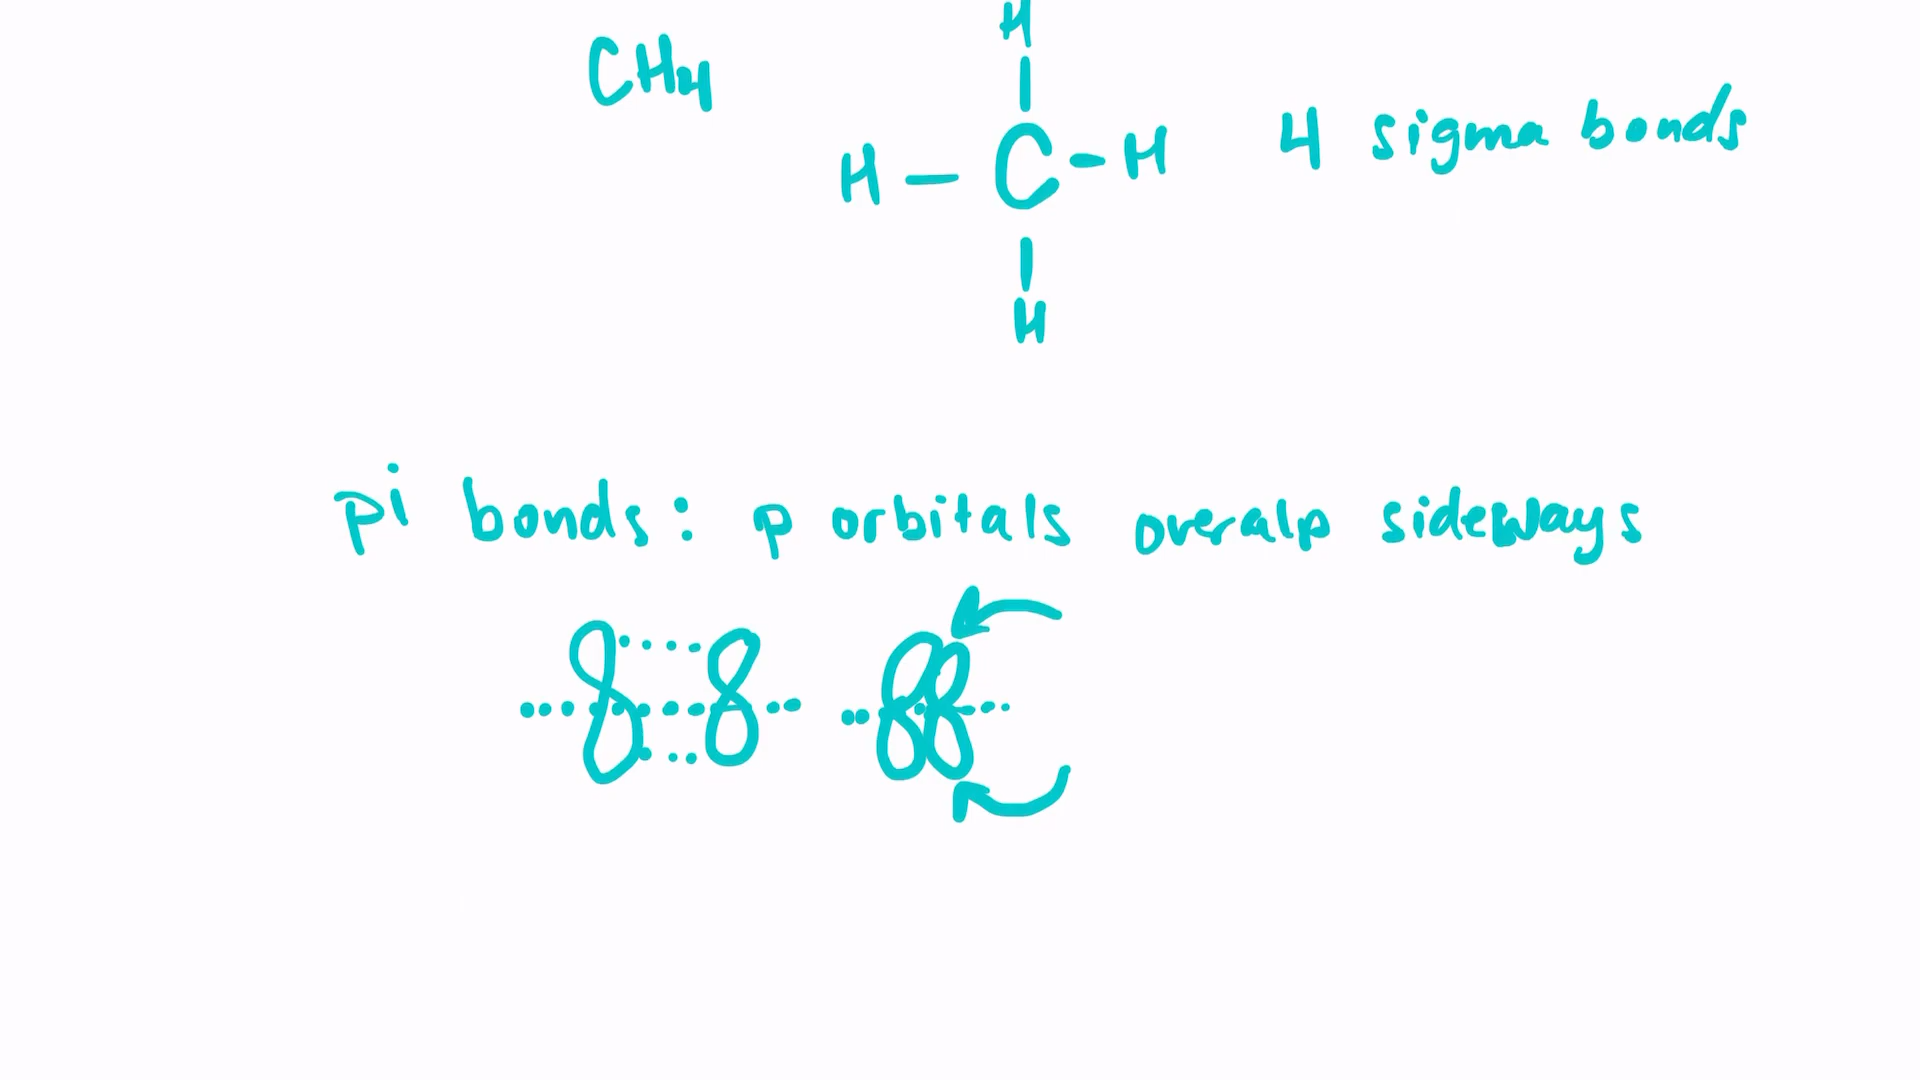 H
CH4
H - C - H 4 sigma bonds
H
pi bonds: p orbitals overalp sideways